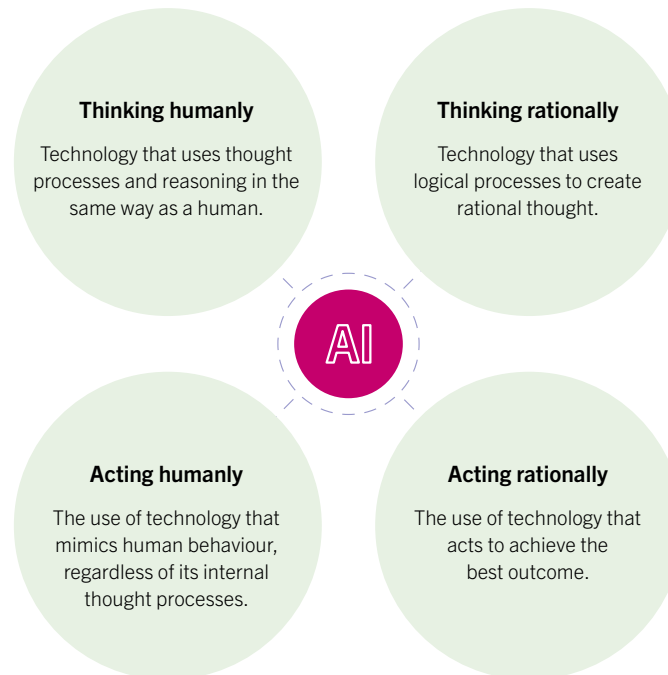 Thinking humanly
Technology that uses thought
processes and reasoning in the
same way as a human.
Thinking rationally
Technology that uses
logical processes to create
rational thought.
AI
Acting humanly
The use of technology that
mimics human behaviour,
regardless of its internal
thought processes.
Acting rationally
The use of technology that
acts to achieve the
best outcome.